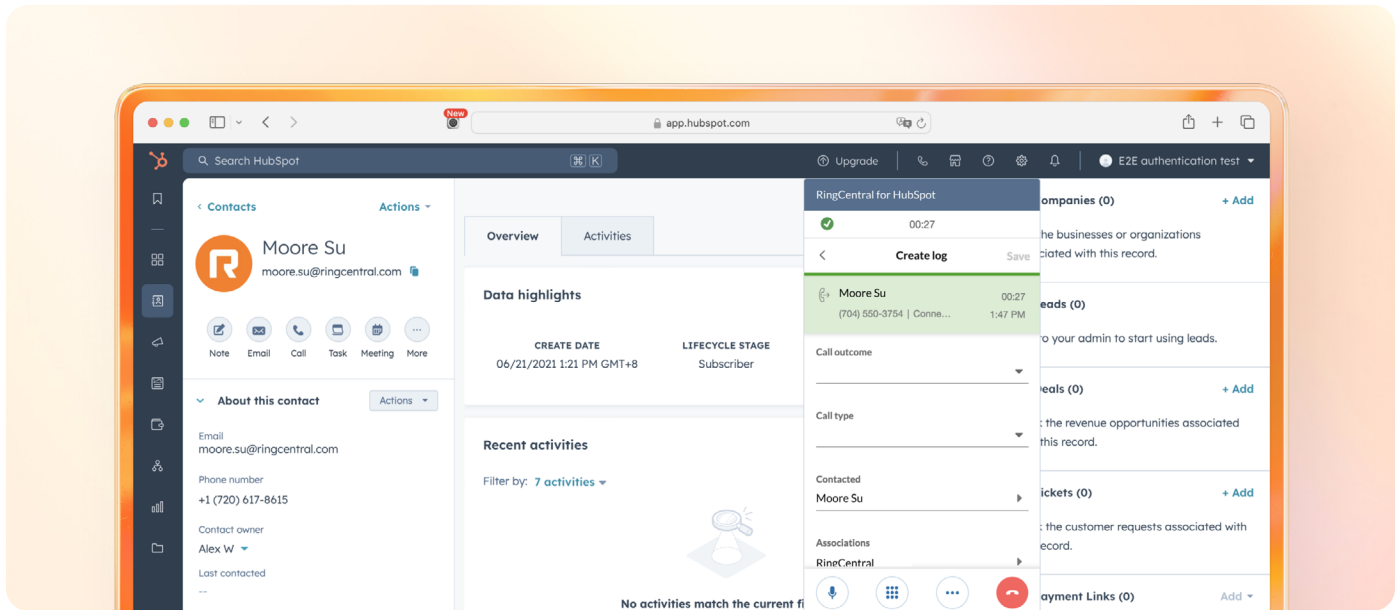 New
app.hubspot.com
Search HubSpot
⌘ K
Upgrade
E2E authentication test
Contacts
Actions
Moore Su
moore.su@ringcentral.com
Note
Email
Call
Task
Meeting
More
About this contact
Actions
Email
moore.su@ringcentral.com
Phone number
+1 (720) 617-8615
Contact owner
Alex W
Last contacted
--
Overview
Activities
Data highlights
CREATE DATE
06/21/2021 1:21 PM GMT+8
LIFECYCLE STAGE
Subscriber
Recent activities
Filter by: 7 activities
No activities match the current fi
RingCentral for HubSpot
00:27
Create log
Save
Moore Su
00:27
(704) 550-3754 | Conne...
1:47 PM
Call outcome
Call type
Contacted
Moore Su
Associations
RingCentral
ompanies (0)
+ Add
he businesses or organizations
ciated with this record.
eads (0)
o your admin to start using leads.
eals (0)
+ Add
the revenue opportunities associated
this record.
ickets (0)
+ Add
the customer requests associated with
ecord.
ayment Links (0)
Add